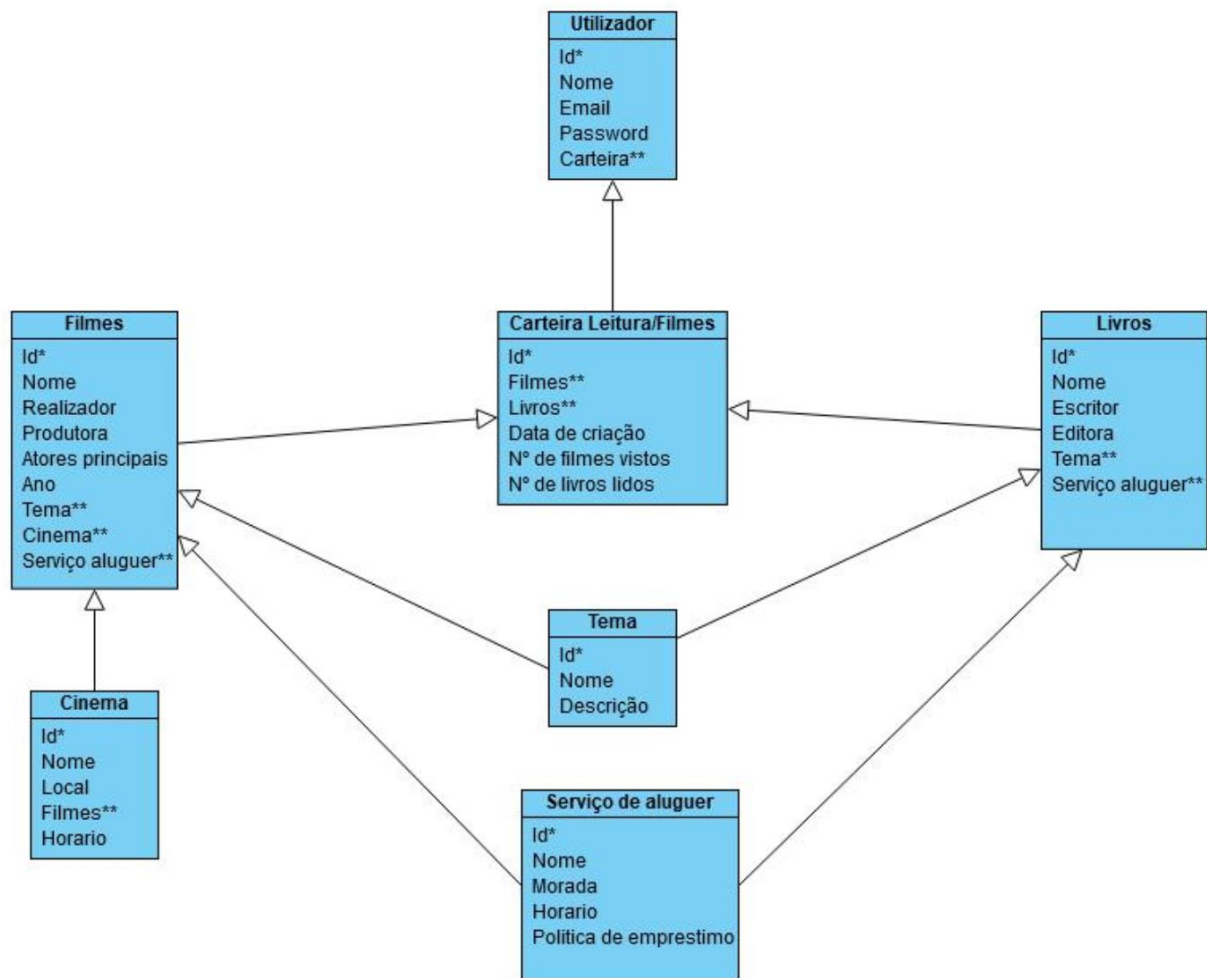 Utilizador
Id*
Nome
Email
Password
Carteira**
Filmes
Id*
Nome
Realizador
Produtora
Atores principais
Ano
Tema**
Cinema**
Serviço aluguer**
Carteira Leitura/Filmes
Id*
Filmes**
Livros**
Data de criação
Nº de filmes vistos
Nº de livros lidos
Livros
Id*
Nome
Escritor
Editora
Tema**
Serviço aluguer**
Tema
Id*
Nome
Descrição
Cinema
Id*
Nome
Local
Filmes**
Horario
Serviço de aluguer
Id*
Nome
Morada
Horario
Politica de emprestimo